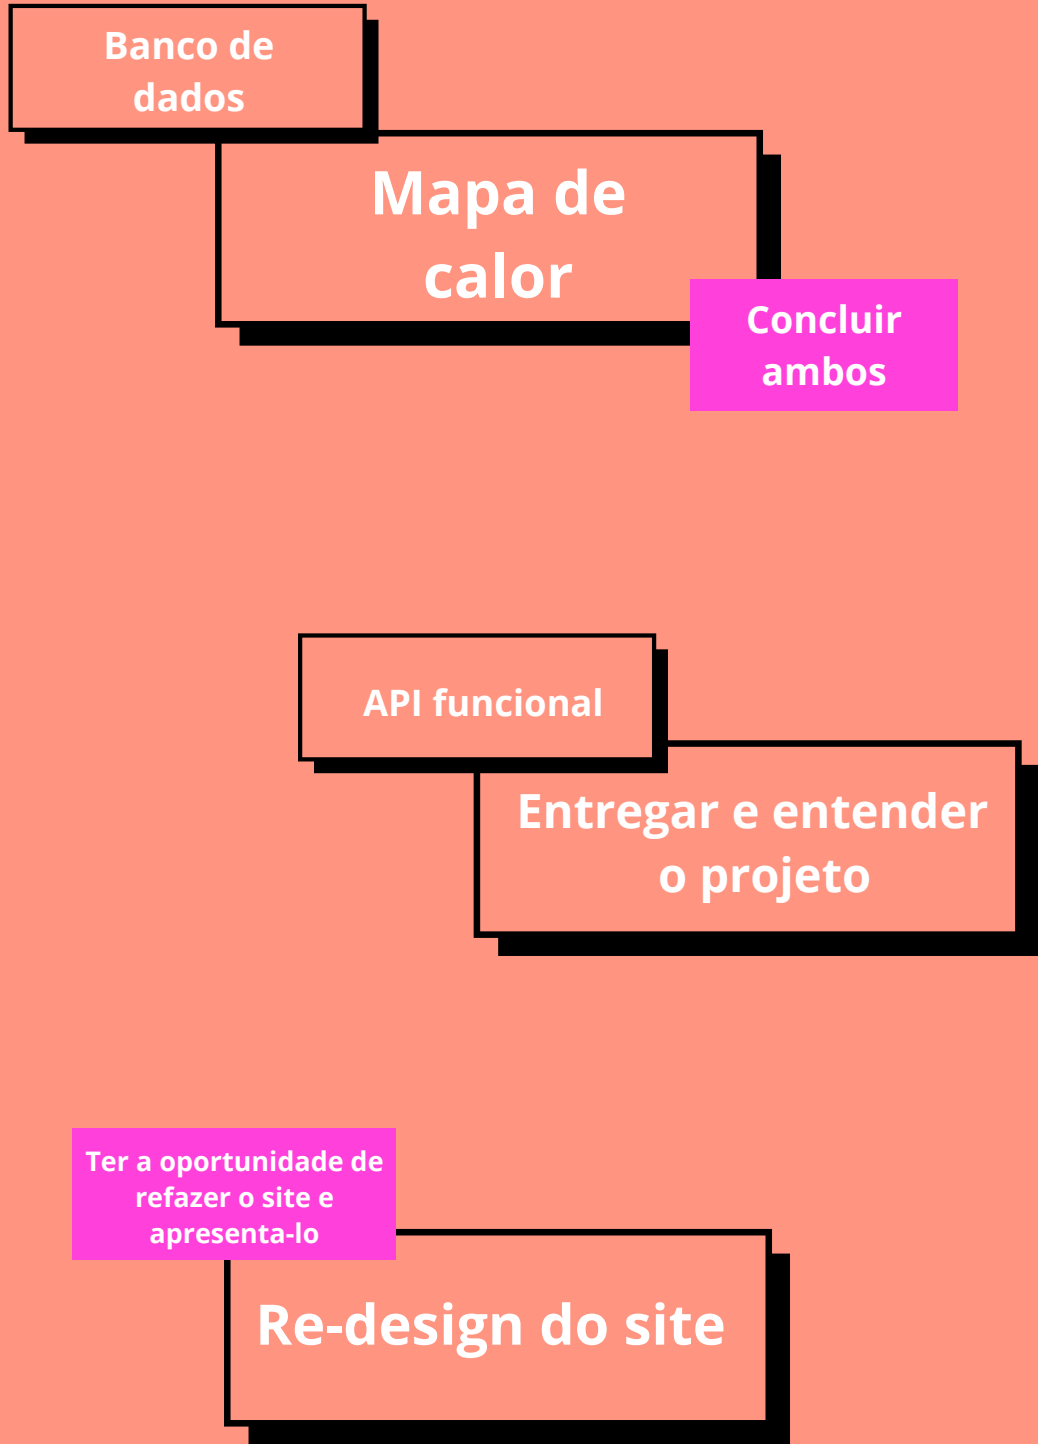 Banco de
dados
Mapa de
calor
Concluir
ambos
API funcional
Entregar e entender
o projeto
Ter a oportunidade de
refazer o site e
apresenta-lo
Re-design do site